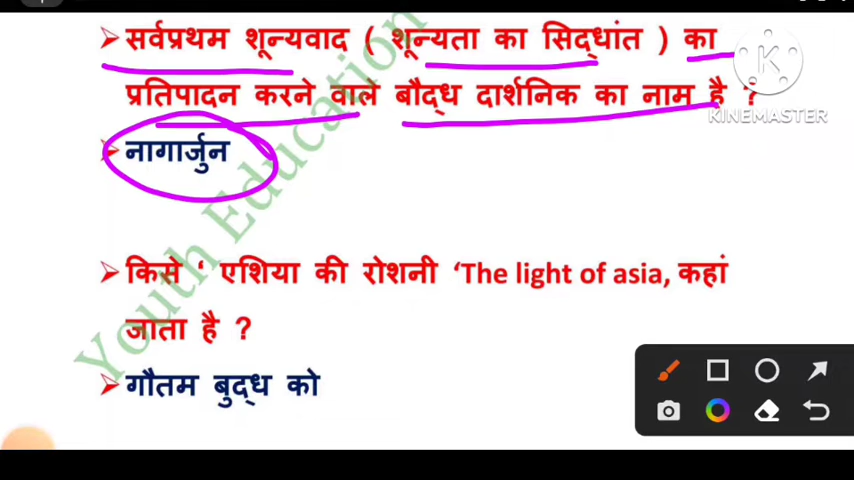 सर्वप्रथम शून्यवाद ( शून्यता का सिद्धांत ) का
प्रतिपादन करने वाले बौद्ध दार्शनिक का नाम है ?
KINEMASTER
नागार्जुन
किसे ‘ एशिया की रोशनी ‘The light of asia, कहां
जाता है ?
गौतम बुद्ध को
Youth Education